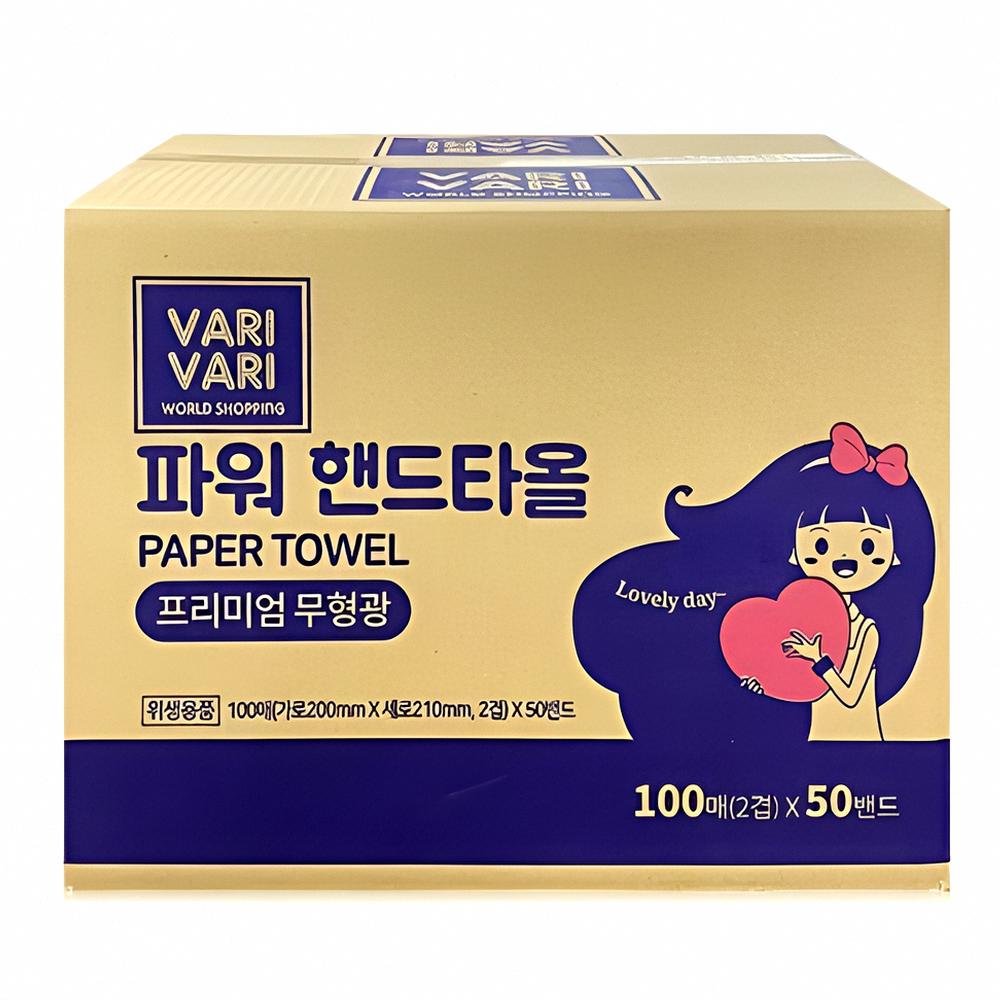 VARI
VARI
VARI
WORLD SHOPPING
파워 핸드타올
PAPER TOWEL
프리미엄 무형광
Lovely day~
위생용품 100매(가로200mm X 세로210mm, 2겹) X 50밴드
100매(2겹) X 50밴드